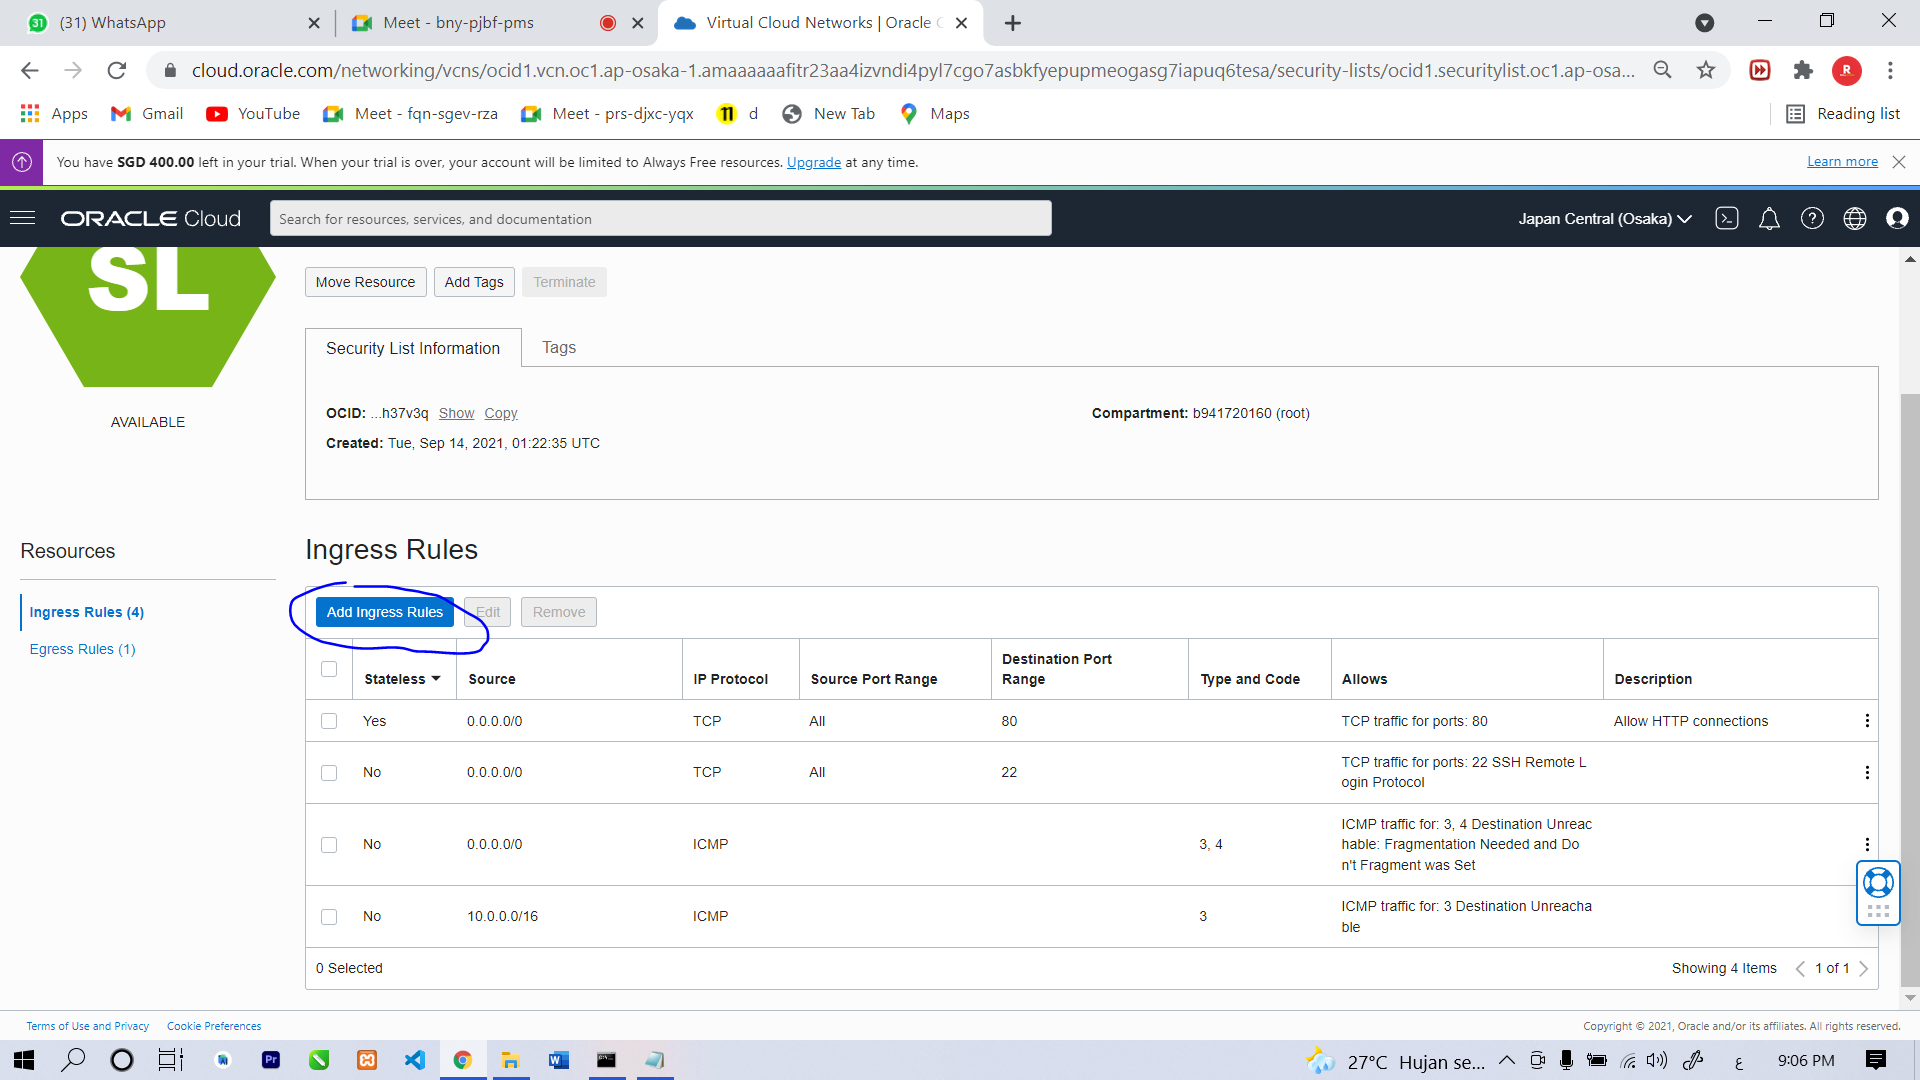 (31) WhatsApp
Meet - bny-pjbf-pms
Virtual Cloud Networks | Oracle C
cloud.oracle.com/networking/vcns/ocid1.vcn.oc1.ap-osaka-1.amaaaaaafitr23aa4izvndi4pyl7cgo7asbkfyepupmeogasg7iapuq6tesa/security-lists/ocid1.securitylist.oc1.ap-osa...
Apps
Gmail
YouTube
Meet - fqn-sgev-rza
Meet - prs-djxc-yqx
d
New Tab
Maps
Reading list
You have SGD 400.00 left in your trial. When your trial is over, your account will be limited to Always Free resources. Upgrade at any time.
Learn more
ORACLE Cloud
Search for resources, services, and documentation
Japan Central (Osaka)
SL
AVAILABLE
Move Resource
Add Tags
Terminate
Security List Information
Tags
OCID: ...h37v3q Show Copy
Compartment: b941720160 (root)
Created: Tue, Sep 14, 2021, 01:22:35 UTC
Resources
Ingress Rules (4)
Egress Rules (1)
Ingress Rules
Add Ingress Rules
Edit
Remove
Stateless
Source
IP Protocol
Source Port Range
Destination Port
Range
Type and Code
Allows
Description
Yes 0.0.0.0/0 TCP All 80 TCP traffic for ports: 80 Allow HTTP connections
No 0.0.0.0/0 TCP All 22 TCP traffic for ports: 22 SSH Remote L
ogin Protocol
No 0.0.0.0/0 ICMP 3, 4 ICMP traffic for: 3, 4 Destination Unreac
hable: Fragmentation Needed and Do
n't Fragment was Set
No 10.0.0.0/16 ICMP 3 ICMP traffic for: 3 Destination Unreacha
ble
0 Selected
Showing 4 Items
1 of 1
Terms of Use and Privacy
Cookie Preferences
Copyright © 2021, Oracle and/or its affiliates. All rights reserved.
27°C Hujan se...
ع
9:06 PM